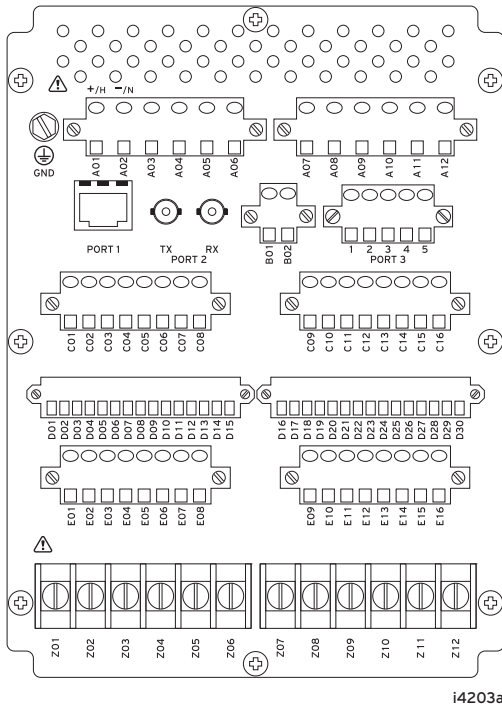 +/H −/N
A01 A02 A03 A04 A05 A06 A07 A08 A09 A10 A11 A12
GND
PORT 1 TX RX B01 B02 1 2 3 4 5
PORT 2 PORT 3
C01 C02 C03 C04 C05 C06 C07 C08 C09 C10 C11 C12 C13 C14 C15 C16
D01 D02 D03 D04 D05 D06 D07 D08 D09 D10 D11 D12 D13 D14 D15 D16 D17 D18 D19 D20 D21 D22 D23 D24 D25 D26 D27 D28 D29 D30
E01 E02 E03 E04 E05 E06 E07 E08 E09 E10 E11 E12 E13 E14 E15 E16
Z01 Z02 Z03 Z04 Z05 Z06 Z07 Z08 Z09 Z10 Z11 Z12
i4203a